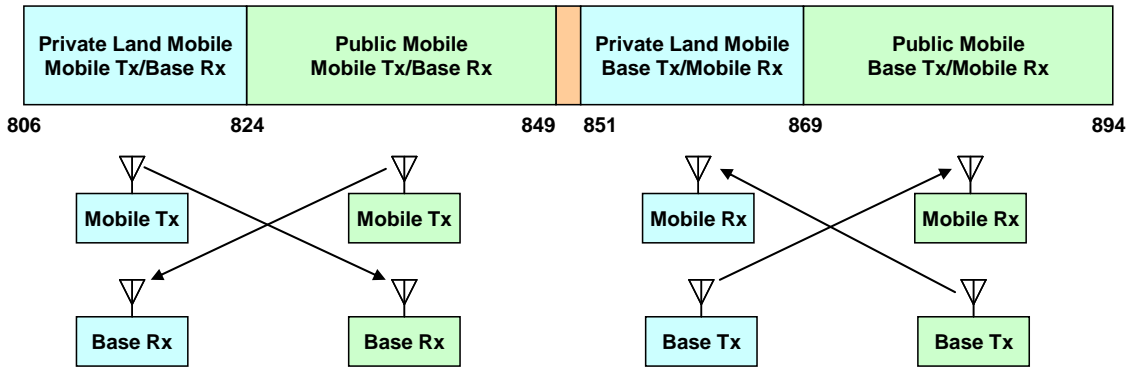 Private Land Mobile
Mobile Tx/Base Rx
Public Mobile
Mobile Tx/Base Rx
Private Land Mobile
Base Tx/Mobile Rx
Public Mobile
Base Tx/Mobile Rx
806
824
849
851
869
894
Mobile Tx
Mobile Tx
Mobile Rx
Mobile Rx
Base Rx
Base Rx
Base Tx
Base Tx